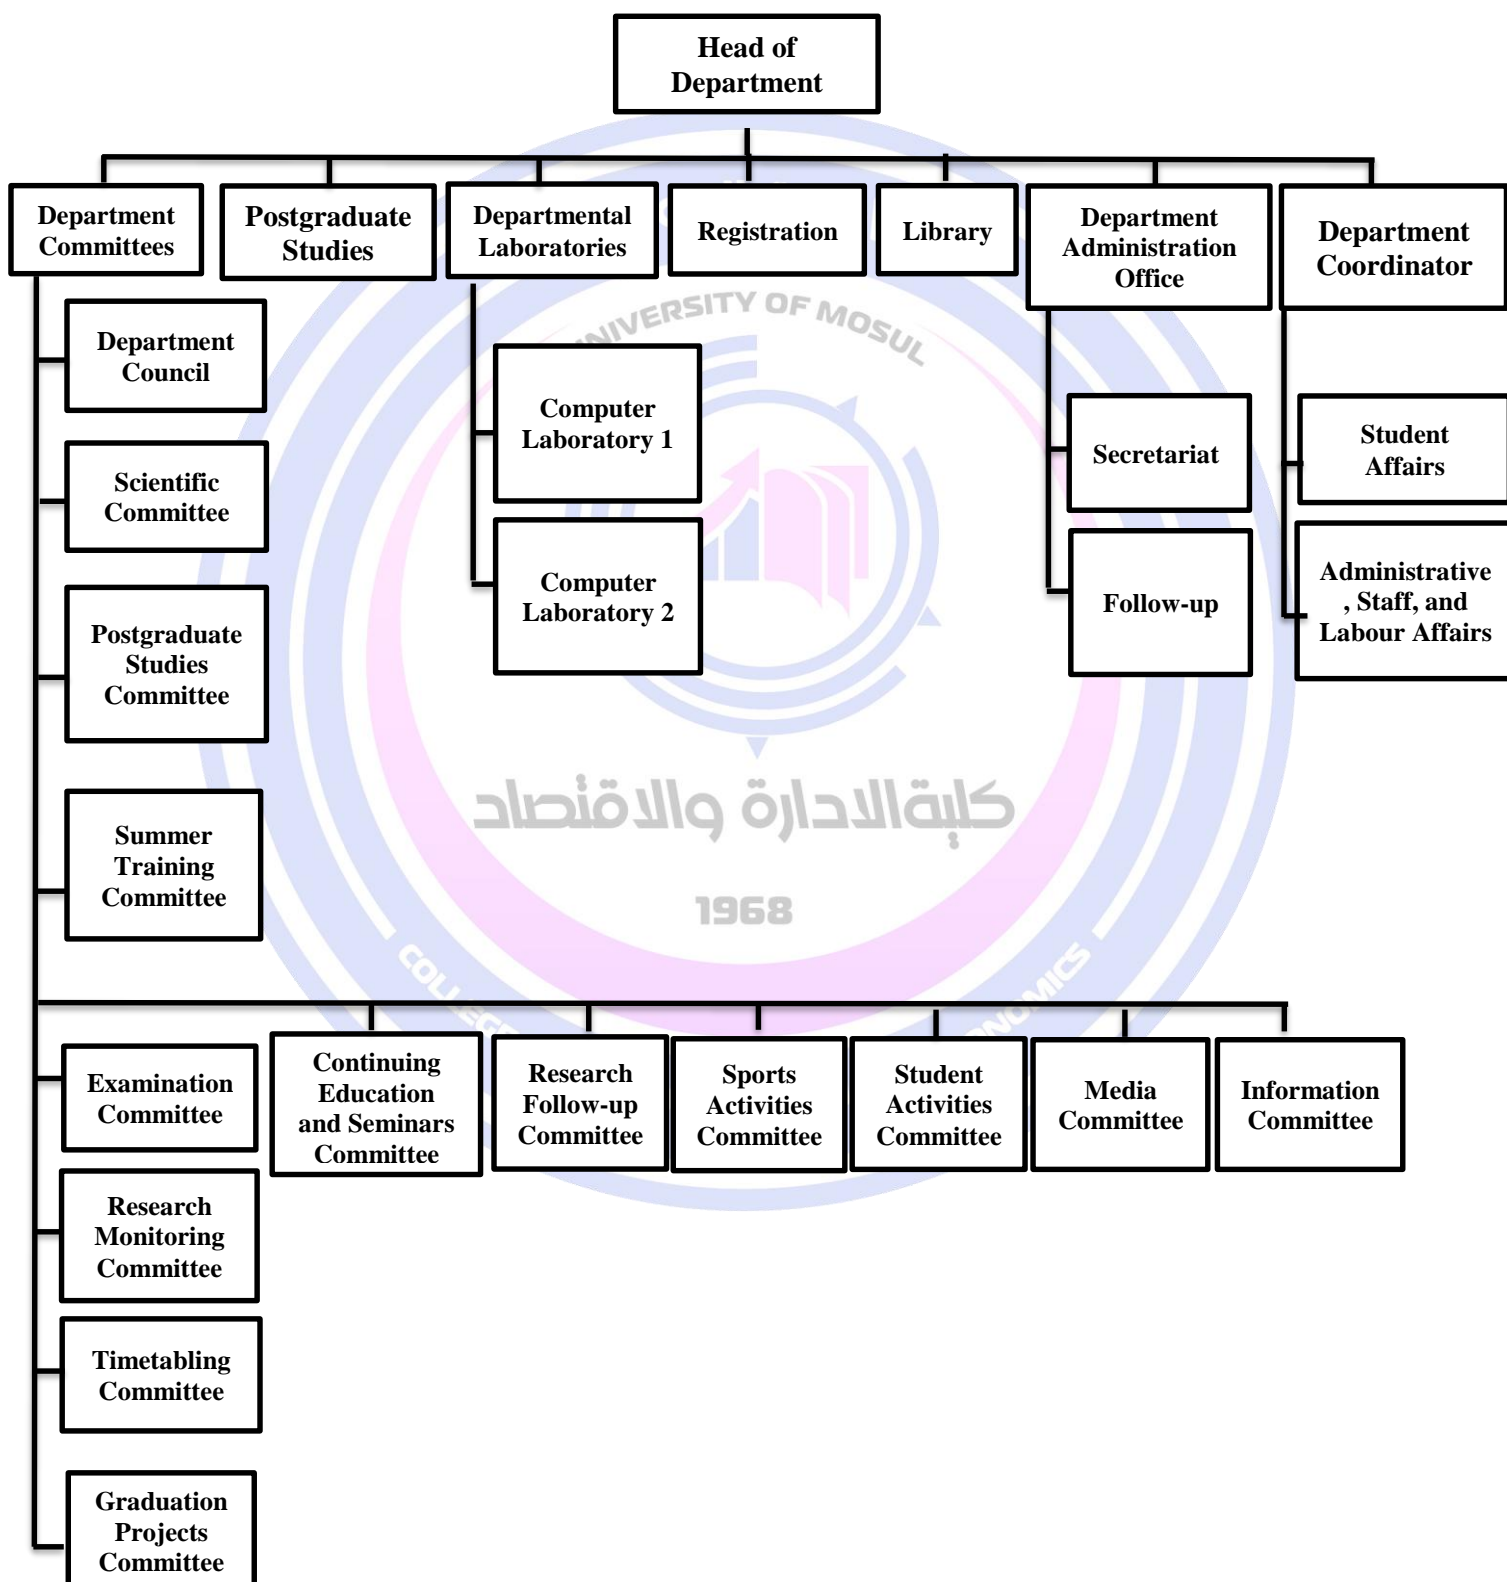 Head of
Department
Department
Committees
Postgraduate
Studies
Departmental
Laboratories
Registration
Library
Department
Administration
Office
Department
Coordinator
UNIVERSITY OF MOSUL
Department
Council
Computer
Laboratory 1
Secretariat
Student
Affairs
Scientific
Committee
Computer
Laboratory 2
Follow-up
Administrative
, Staff, and
Labour Affairs
Postgraduate
Studies
Committee
كلية الادارة والاقتصاد
Summer
Training
Committee
1968
Examination
Committee
Continuing
Education
and Seminars
Committee
Research
Follow-up
Committee
Sports
Activities
Committee
Student
Activities
Committee
Media
Committee
Information
Committee
Research
Monitoring
Committee
Timetabling
Committee
Graduation
Projects
Committee